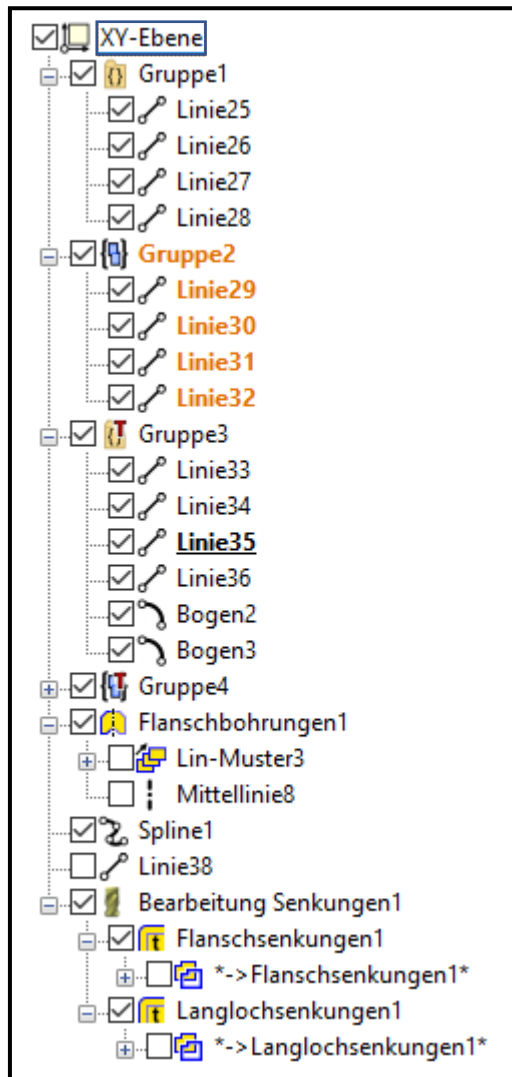 XY-Ebene
Gruppe1
Linie25
Linie26
Linie27
Linie28
Gruppe2
Linie29
Linie30
Linie31
Linie32
Gruppe3
Linie33
Linie34
Linie35
Linie36
Bogen2
Bogen3
Gruppe4
Flanschbohrungen1
Lin-Muster3
Mittellinie8
Spline1
Linie38
Bearbeitung Senkungen1
Flanschsenkungen1
*->Flanschsenkungen1*
Langlochsenkungen1
*->Langlochsenkungen1*